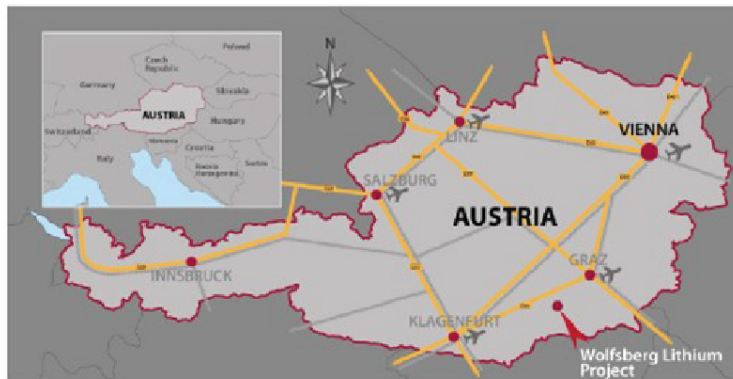 Poland
Czech
Republic
Germany
Slovakia
AUSTRIA
Hungary
Switzerland
Slovenia
Croatia
Italy
Bosnia
Herzegovina
Serbia
N
LINZ
VIENNA
SALZBURG
AUSTRIA
INNSBRUCK
GRAZ
KLAGENFURT
Wolfsberg Lithium
Project